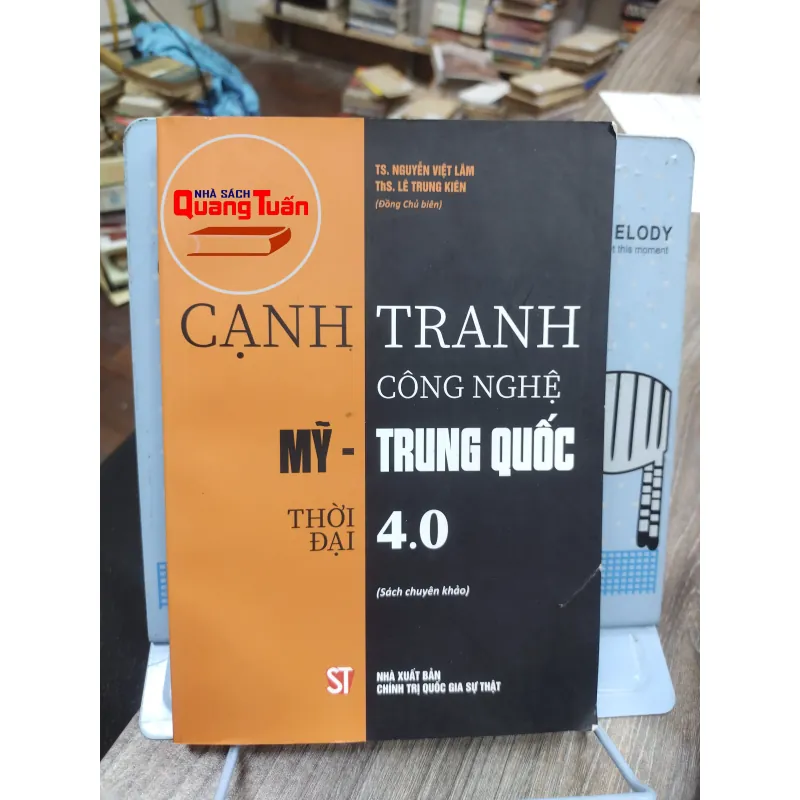 TS. NGUYỄN VIỆT LÂM
ThS. LÊ TRUNG KIÊN
(Đồng Chủ biên)
NHÀ SÁCH
Quang Tuấn
CẠNH TRANH
CÔNG NGHỆ
MỸ - TRUNG QUỐC
THỜI
ĐẠI 4.0
(Sách chuyên khảo)
ST
NHÀ XUẤT BẢN
CHÍNH TRỊ QUỐC GIA SỰ THẬT
ELODY
this moment